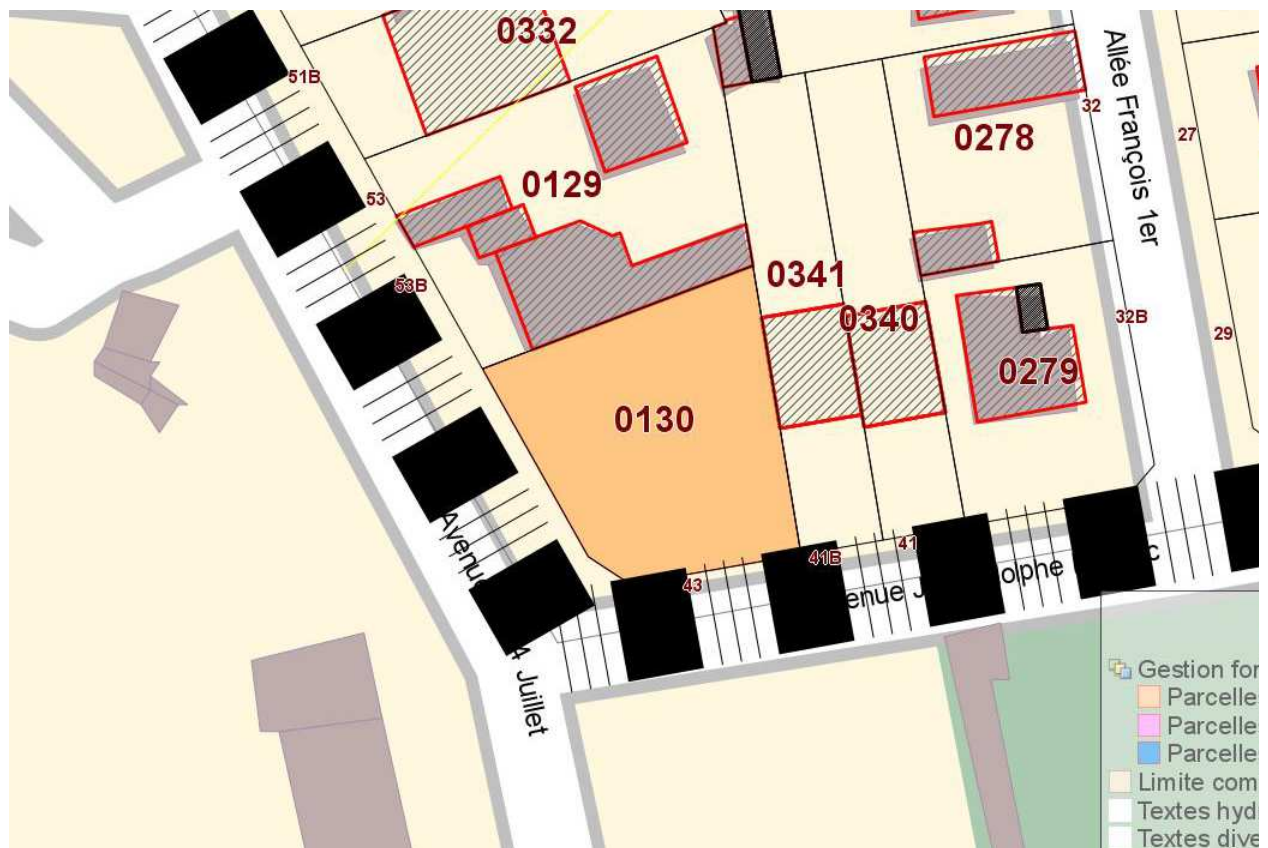 0332
Allée François 1er
51B
32
27
0278
0129
53
0341
53B
0340
32B
29
0279
0130
Avenue
4 Juillet
43
41B
41
enue J
ophe
c
Gestion for
Parcelle
Parcelle
Parcelle
Limite com
Textes hyd
Textes dive